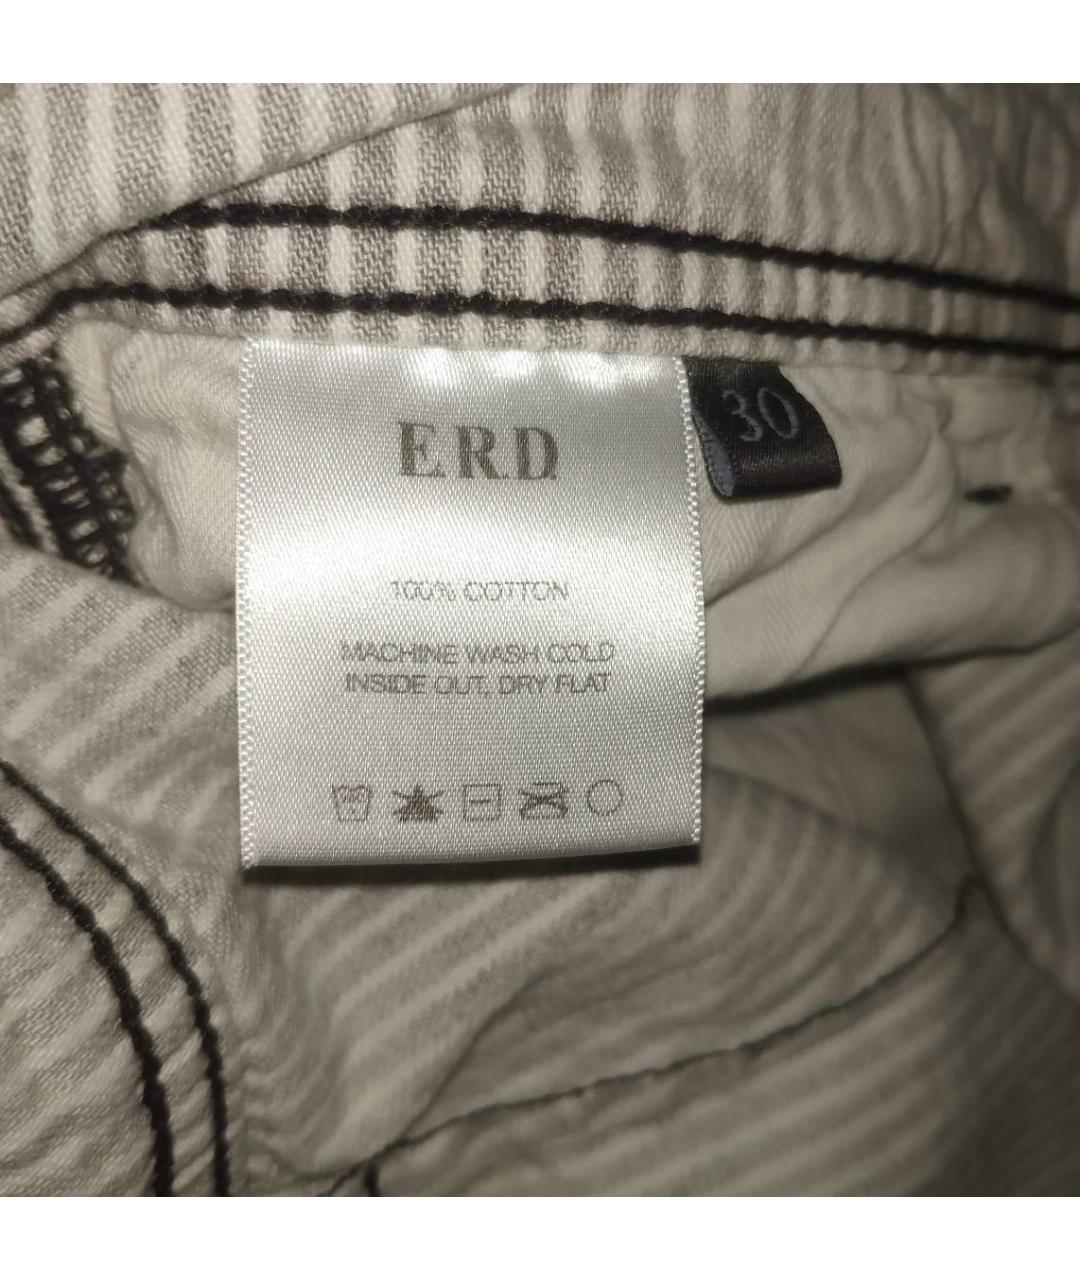 E.R.D.
30
100% COTTON
MACHINE WASH COLD
INSIDE OUT, DRY FLAT